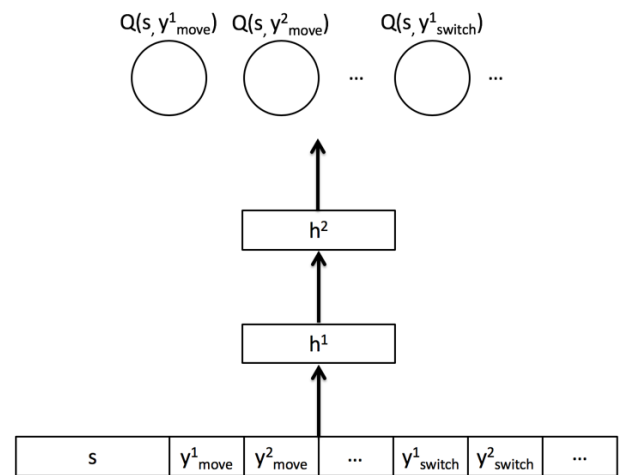 Q(s, y¹move) Q(s, y²move) Q(s, y¹switch)
... ...
h²
h¹
s y¹move y²move ... y¹switch y²switch ...